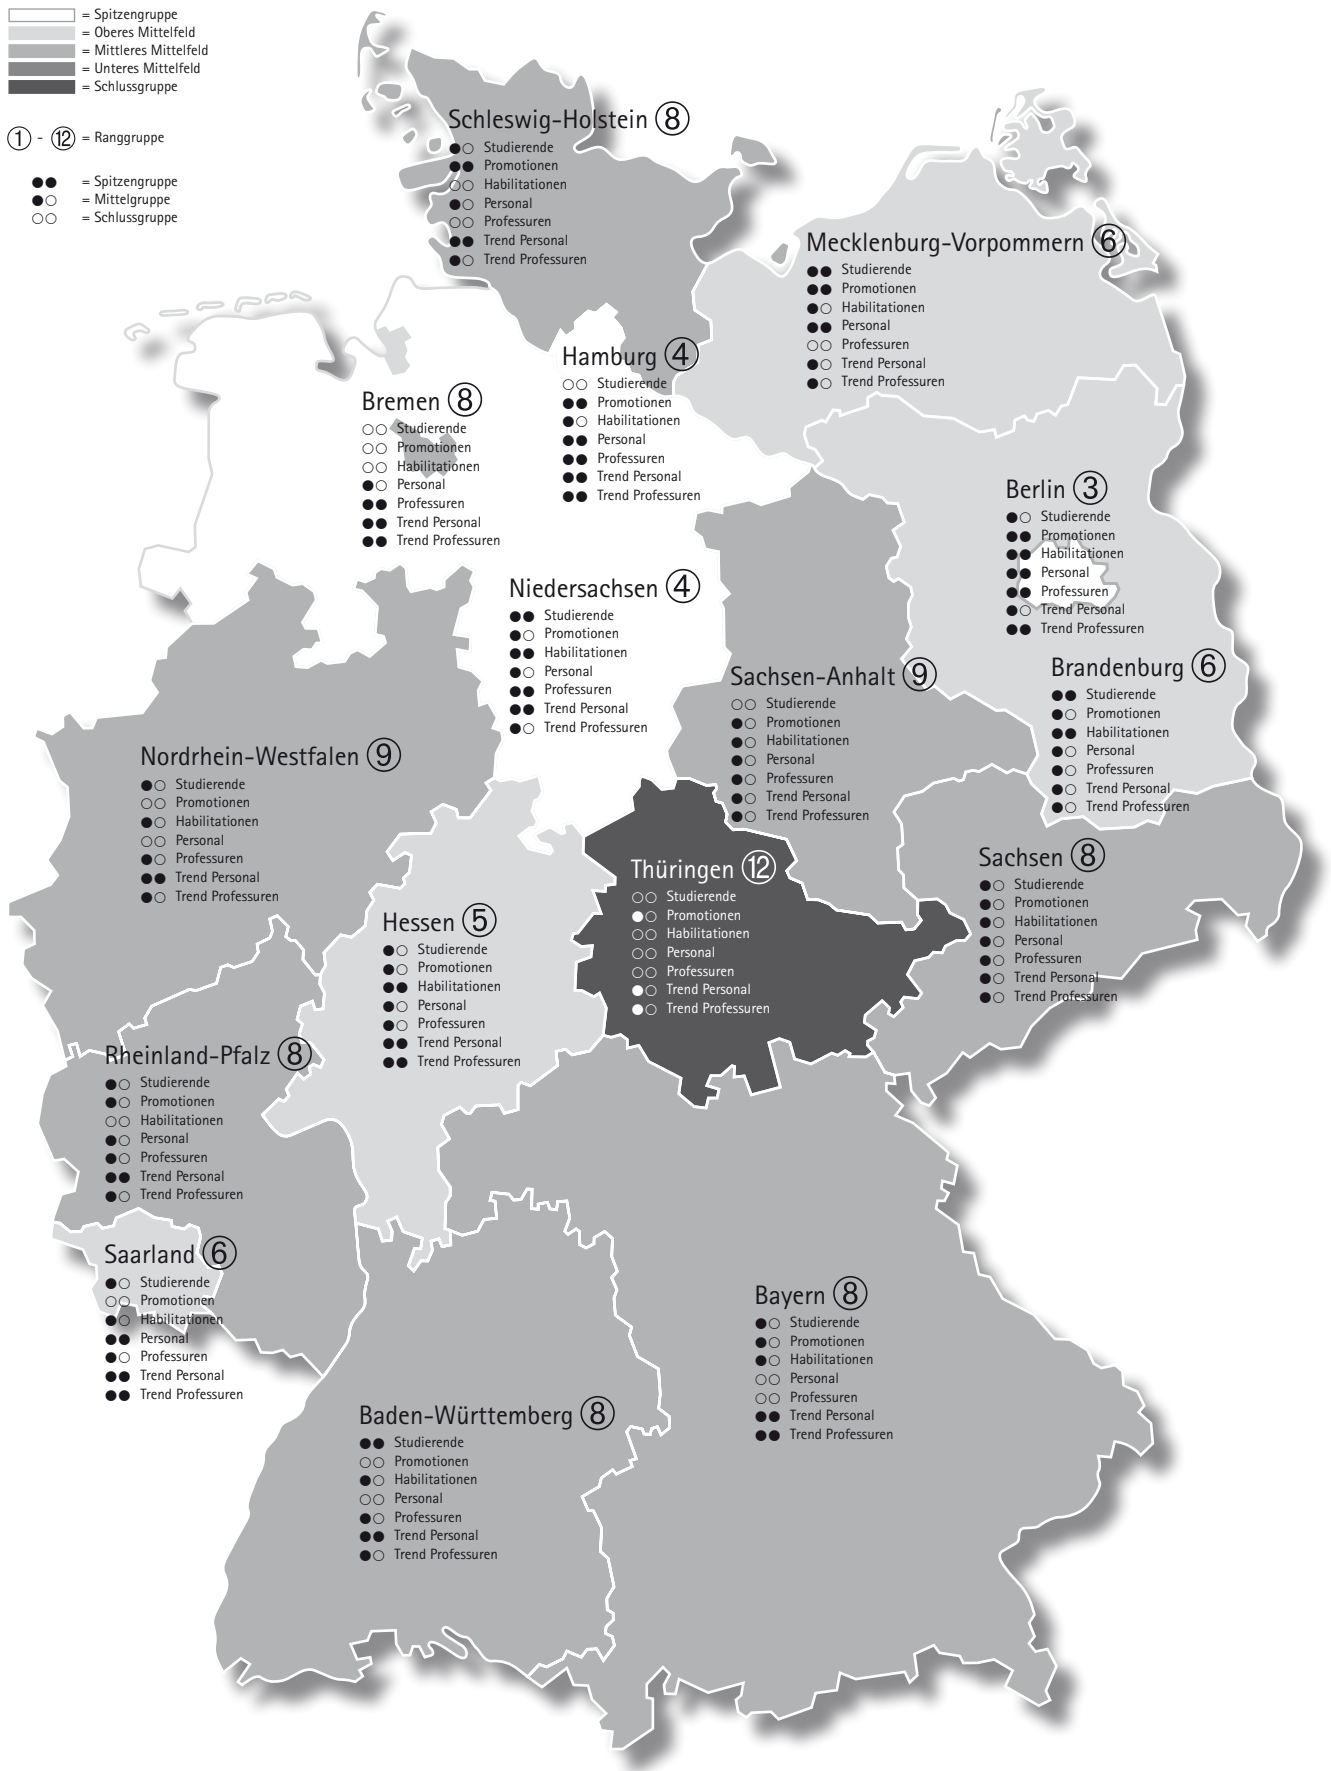 = Spitzengruppe
= Oberes Mittelfeld
= Mittleres Mittelfeld
= Unteres Mittelfeld
= Schlussgruppe
① - ⑫ = Ranggruppe
●● = Spitzengruppe
●○ = Mittelgruppe
○○ = Schlussgruppe
Schleswig-Holstein ⑧
●○ Studierende
●● Promotionen
○○ Habilitationen
●○ Personal
○○ Professuren
●● Trend Personal
●○ Trend Professuren
Mecklenburg-Vorpommern ⑥
●● Studierende
●● Promotionen
●○ Habilitationen
●● Personal
○○ Professuren
●○ Trend Personal
●○ Trend Professuren
Hamburg ④
○○ Studierende
●● Promotionen
●○ Habilitationen
●● Personal
●● Professuren
●● Trend Personal
●● Trend Professuren
Bremen ⑧
○○ Studierende
○○ Promotionen
○○ Habilitationen
●○ Personal
●● Professuren
●● Trend Personal
●● Trend Professuren
Berlin ③
●○ Studierende
●● Promotionen
●● Habilitationen
●● Personal
●● Professuren
●○ Trend Personal
●● Trend Professuren
Niedersachsen ④
●● Studierende
●○ Promotionen
●● Habilitationen
●○ Personal
●● Professuren
●● Trend Personal
●○ Trend Professuren
Sachsen-Anhalt ⑨
○○ Studierende
●○ Promotionen
●○ Habilitationen
●○ Personal
●○ Professuren
●○ Trend Personal
●○ Trend Professuren
Brandenburg ⑥
●● Studierende
●○ Promotionen
●● Habilitationen
●○ Personal
●○ Professuren
●○ Trend Personal
●○ Trend Professuren
Nordrhein-Westfalen ⑨
●○ Studierende
○○ Promotionen
●○ Habilitationen
○○ Personal
●○ Professuren
●● Trend Personal
●○ Trend Professuren
Sachsen ⑧
●○ Studierende
●○ Promotionen
●○ Habilitationen
●○ Personal
●○ Professuren
●○ Trend Personal
●○ Trend Professuren
Thüringen ⑫
○○ Studierende
●○ Promotionen
○○ Habilitationen
○○ Personal
○○ Professuren
●○ Trend Personal
●○ Trend Professuren
Hessen ⑤
●○ Studierende
●○ Promotionen
●● Habilitationen
●○ Personal
●○ Professuren
●● Trend Personal
●● Trend Professuren
Rheinland-Pfalz ⑧
●○ Studierende
●○ Promotionen
○○ Habilitationen
●○ Personal
●○ Professuren
●● Trend Personal
●○ Trend Professuren
Saarland ⑥
●○ Studierende
○○ Promotionen
●○ Habilitationen
●● Personal
●○ Professuren
●● Trend Personal
●● Trend Professuren
Bayern ⑧
●○ Studierende
●○ Promotionen
●○ Habilitationen
○○ Personal
○○ Professuren
●● Trend Personal
●● Trend Professuren
Baden-Württemberg ⑧
●● Studierende
○○ Promotionen
●○ Habilitationen
○○ Personal
●○ Professuren
●● Trend Personal
●○ Trend Professuren